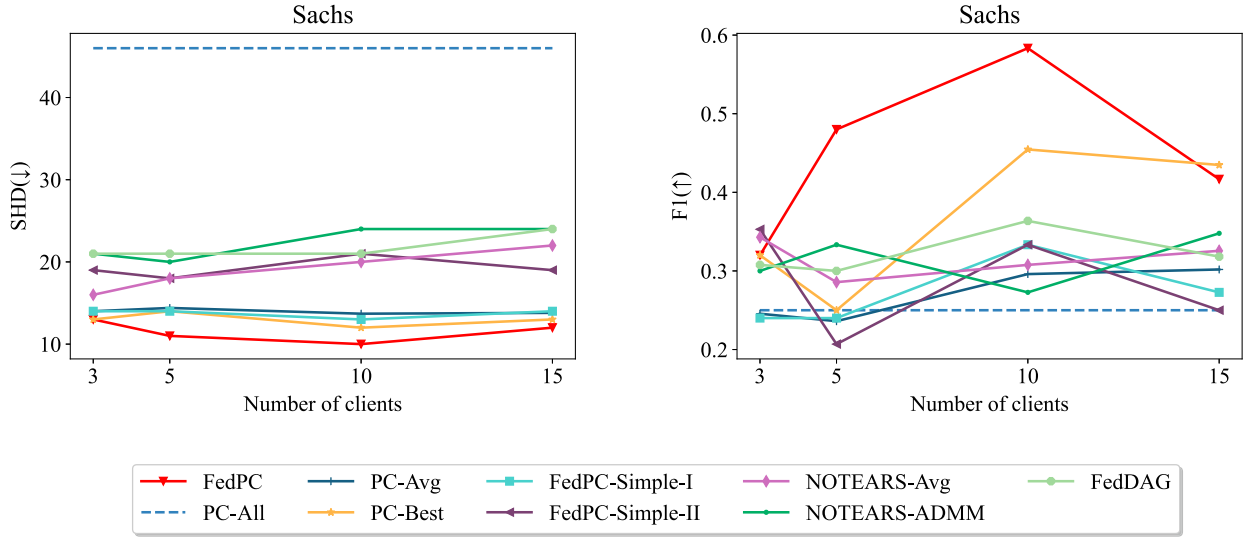 Sachs
SHD(↓)
40
30
20
10
3 5 10 15
Number of clients
Sachs
F1(↑)
0.6
0.5
0.4
0.3
0.2
3 5 10 15
Number of clients
FedPC PC-Avg FedPC-Simple-I NOTEARS-Avg FedDAG
PC-All PC-Best FedPC-Simple-II NOTEARS-ADMM